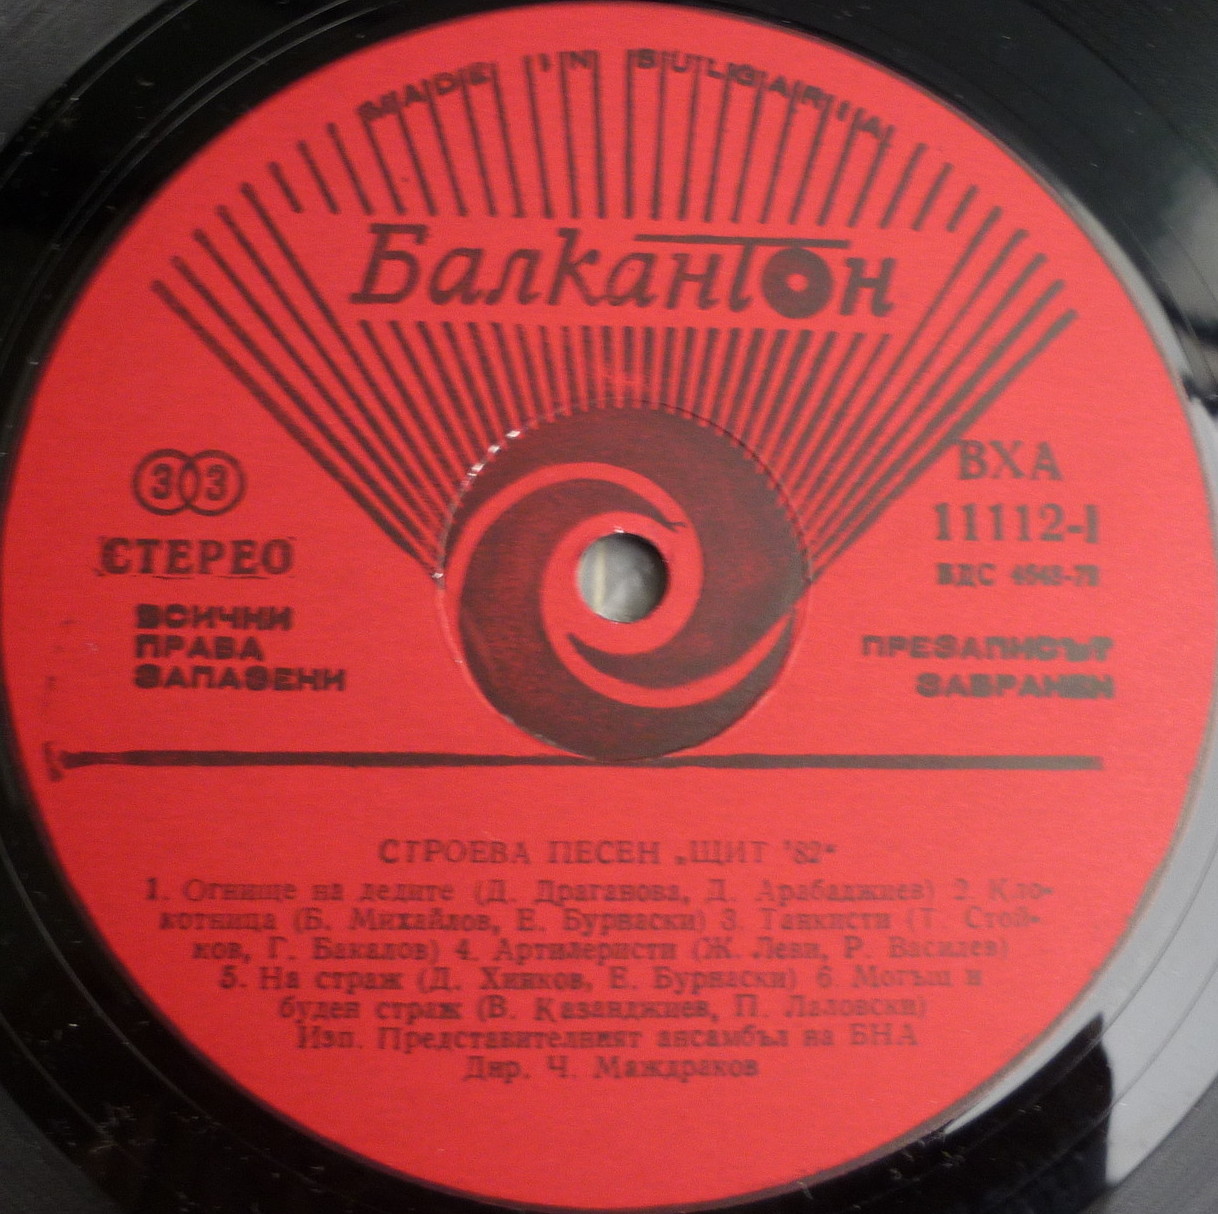 MADE IN BULGARIA
Балкантон
33
СТЕРЕО
ВСИЧКИ
ПРАВА
ЗАПАЗЕНИ
ВХА
11112-I
БДС
ПРЕЗАПИСЪТ
ЗАБРАНЕН
СТРОЕВА ПЕСЕН „ЩИТ '82“
1. Огнище на дедите (Д. Драганова, Д. Арабаджиев) 2 Кло-
котница (Б. Михайлов, Е. Бурнаски) 3. Танкисти (Т. Стой-
ков, Г. Бакалов) 4. Артилеристи (Ж. Леви, Р. Василев)
5. На страж (Д. Хинков, Е. Бурнаски) 6 Могъщ и
буден страж (В. Казанджиев, П. Лаловски)
Изп. Представителният ансамбъл на БНА
Дир. Ч. Маждраков